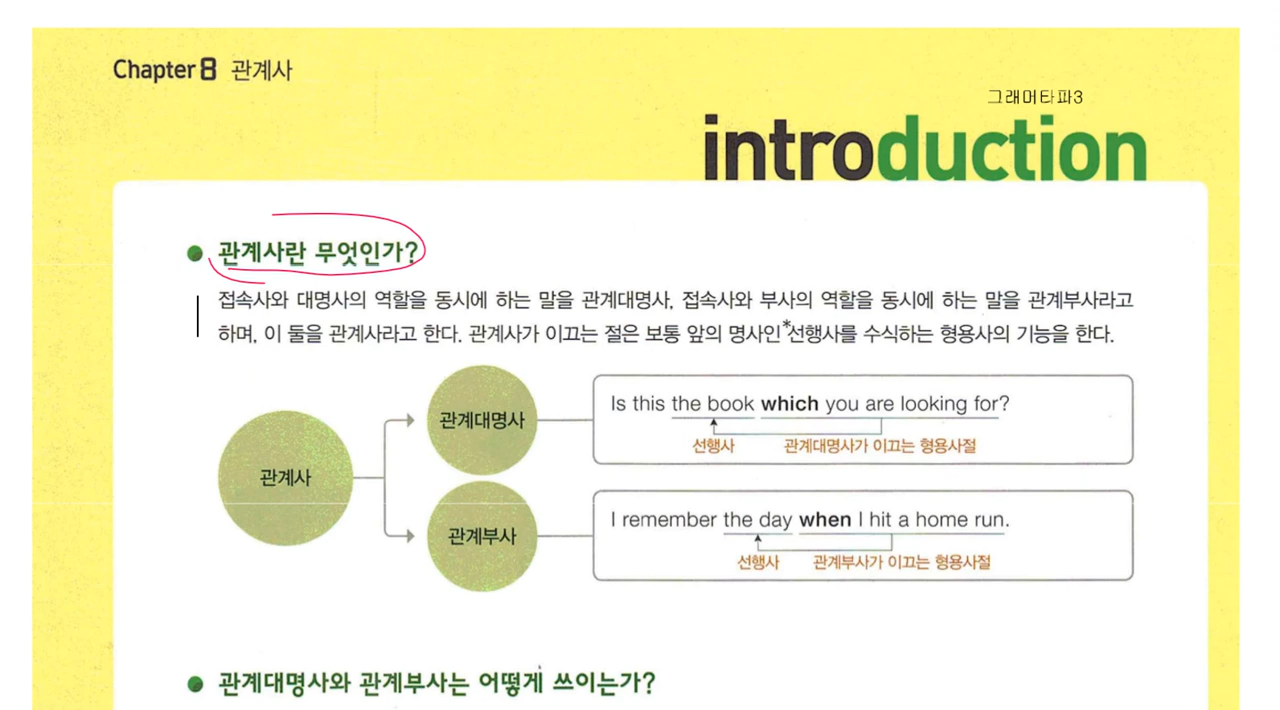 Chapter 8 관계사
그래머타파3
introduction
관계사란 무엇인가?
접속사와 대명사의 역할을 동시에 하는 말을 관계대명사, 접속사와 부사의 역할을 동시에 하는 말을 관계부사라고
하며, 이 둘을 관계사라고 한다. 관계사가 이끄는 절은 보통 앞의 명사인 *선행사를 수식하는 형용사의 기능을 한다.
관계사
관계대명사
Is this the book which you are looking for?
선행사 관계대명사가 이끄는 형용사절
관계부사
I remember the day when I hit a home run.
선행사 관계부사가 이끄는 형용사절
관계대명사와 관계부사는 어떻게 쓰이는가?